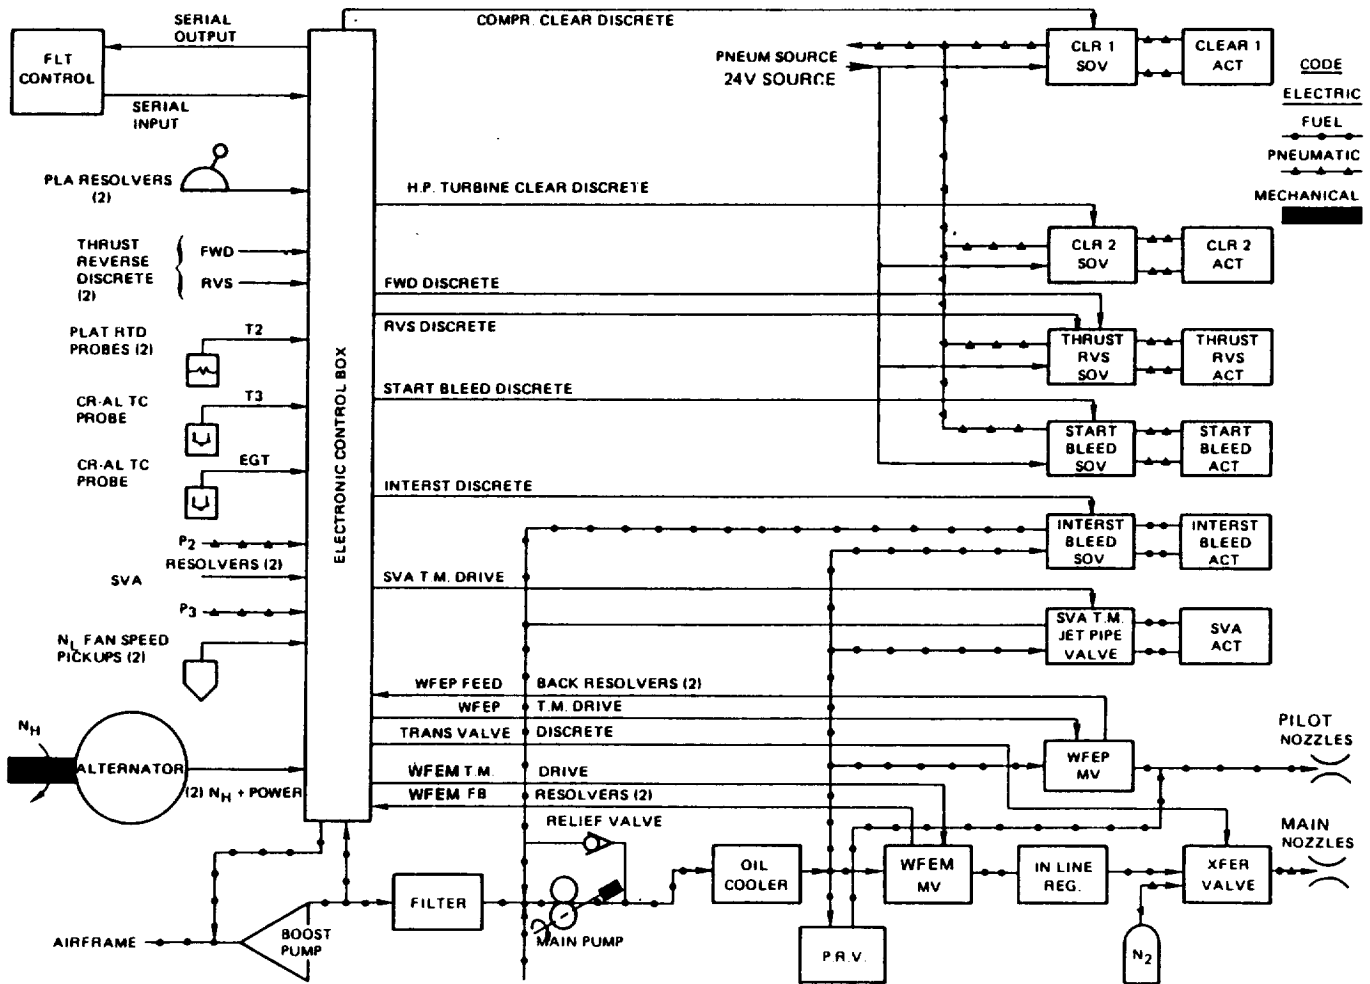 COMPR. CLEAR DISCRETE
SERIAL
OUTPUT
FLT
CONTROL
SERIAL
INPUT
PNEUM SOURCE
24V SOURCE
CLR 1
SOV
CLEAR 1
ACT
CODE
ELECTRIC
FUEL
PNEUMATIC
MECHANICAL
PLA RESOLVERS
(2)
H.P. TURBINE CLEAR DISCRETE
CLR 2
SOV
CLR 2
ACT
THRUST
REVERSE
DISCRETE
(2)
FWD
RVS
FWD DISCRETE
RVS DISCRETE
THRUST
RVS
SOV
THRUST
RVS
ACT
PLAT RTD
PROBES (2)
T2
ELECTRONIC CONTROL BOX
START BLEED DISCRETE
START
BLEED
SOV
START
BLEED
ACT
CR-AL TC
PROBE
T3
CR-AL TC
PROBE
EGT
INTERST DISCRETE
INTERST
BLEED
SOV
INTERST
BLEED
ACT
P2
RESOLVERS (2)
SVA
P3
SVA T.M. DRIVE
SVA T.M.
JET PIPE
VALVE
SVA
ACT
NL FAN SPEED
PICKUPS (2)
WFEP FEED BACK RESOLVERS (2)
WFEP T.M. DRIVE
TRANS VALVE DISCRETE
WFEP
MV
PILOT
NOZZLES
NH
ALTERNATOR
(2) NH + POWER
WFEM T.M. DRIVE
WFEM FB RESOLVERS (2)
RELIEF VALVE
OIL
COOLER
WFEM
MV
IN LINE
REG.
XFER
VALVE
MAIN
NOZZLES
FILTER
AIRFRAME
BOOST
PUMP
MAIN PUMP
P.R.V.
N2